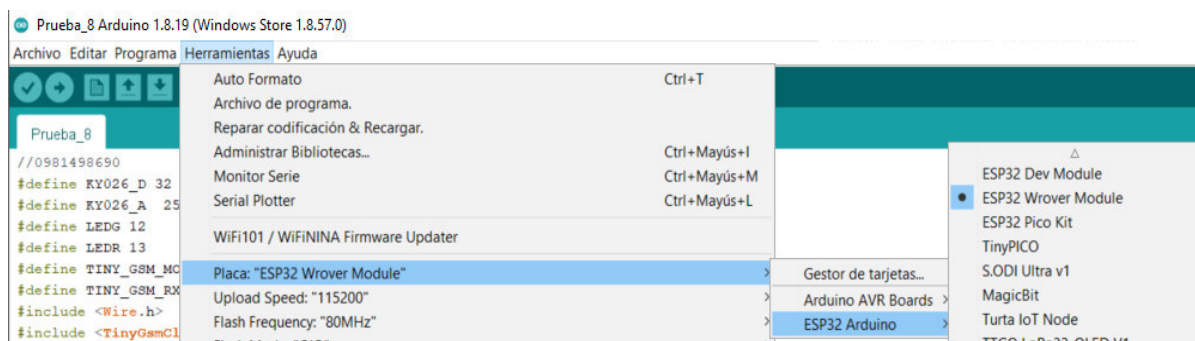 Prueba_8 Arduino 1.8.19 (Windows Store 1.8.57.0)
Archivo Editar Programa Herramientas Ayuda
Prueba_8
//0981498690
#define KY026_D 32
#define KY026_A 25
#define LEDG 12
#define LEDR 13
#define TINY_GSM_MO
#define TINY_GSM_RX
#include <Wire.h>
#include <TinyGsmCl
Auto Formato Ctrl+T
Archivo de programa.
Reparar codificación & Recargar.
Administrar Bibliotecas... Ctrl+Mayús+I
Monitor Serie Ctrl+Mayús+M
Serial Plotter Ctrl+Mayús+L
WiFi101 / WiFiNINA Firmware Updater
Placa: "ESP32 Wrover Module"
Upload Speed: "115200"
Flash Frequency: "80MHz"
Gestor de tarjetas...
Arduino AVR Boards
ESP32 Arduino
ESP32 Dev Module
ESP32 Wrover Module
ESP32 Pico Kit
TinyPICO
S.ODI Ultra v1
MagicBit
Turta IoT Node